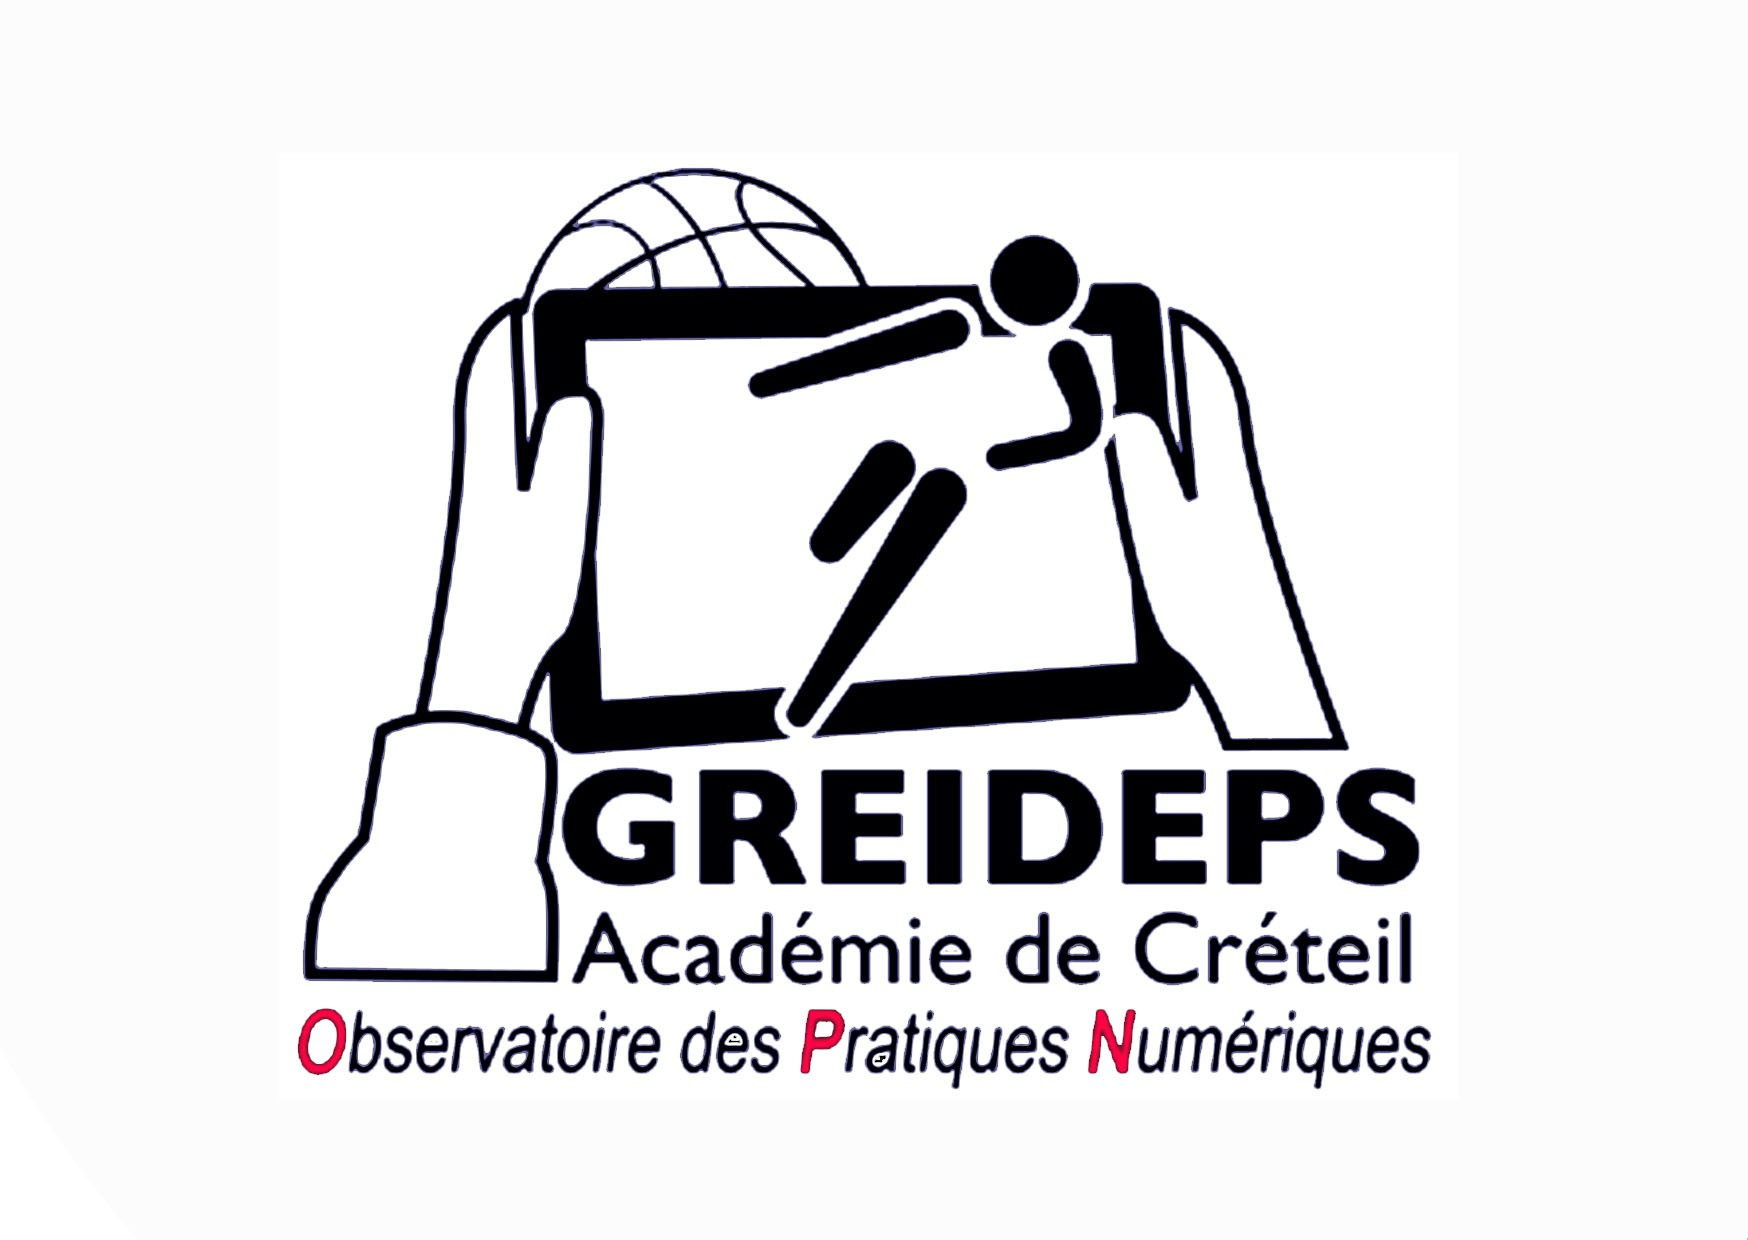 GREIDEPS
Académie de Créteil
Observatoire des Pratiques Numériques